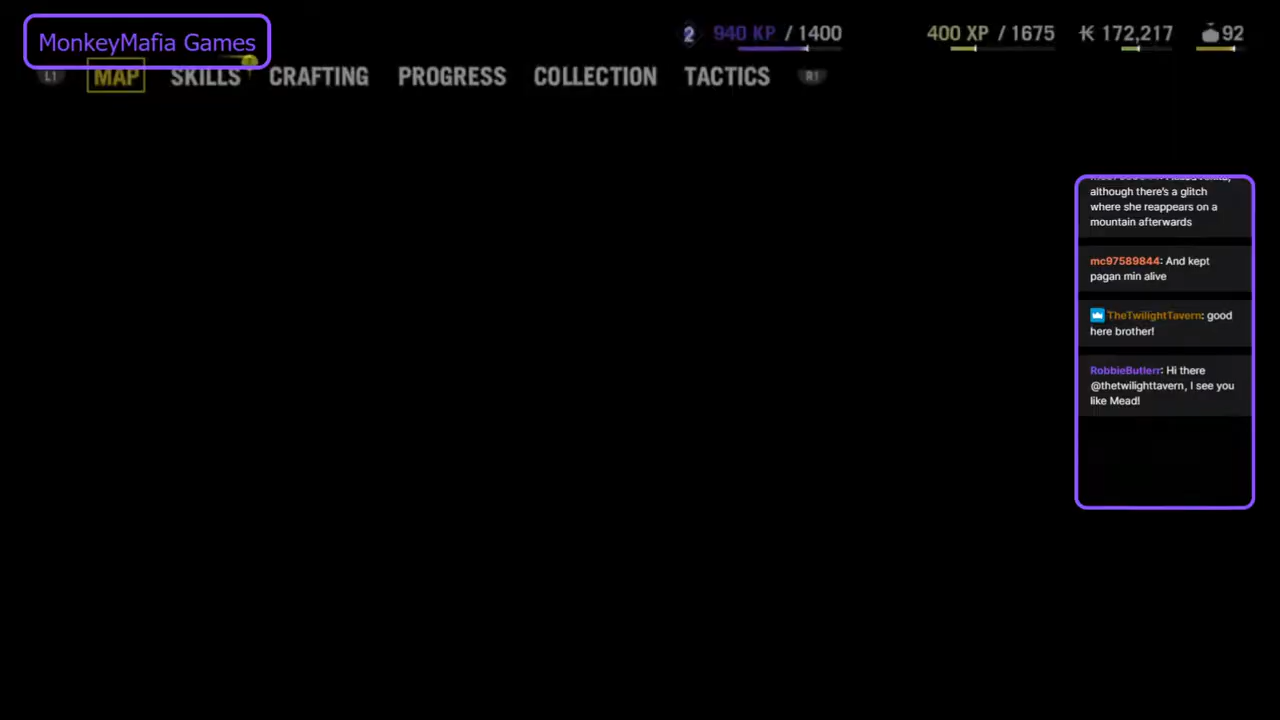 MonkeyMafia Games
2 940 KP / 1400
400 XP / 1675
172,217
92
L1 MAP SKILLS CRAFTING PROGRESS COLLECTION TACTICS R1
although there's a glitch
where she reappears on a
mountain afterwards
mc97589844: And kept
pagan min alive
TheTwilightTavern: good
here brother!
RobbieButlerr: Hi there
@thetwilighttavern, I see you
like Mead!